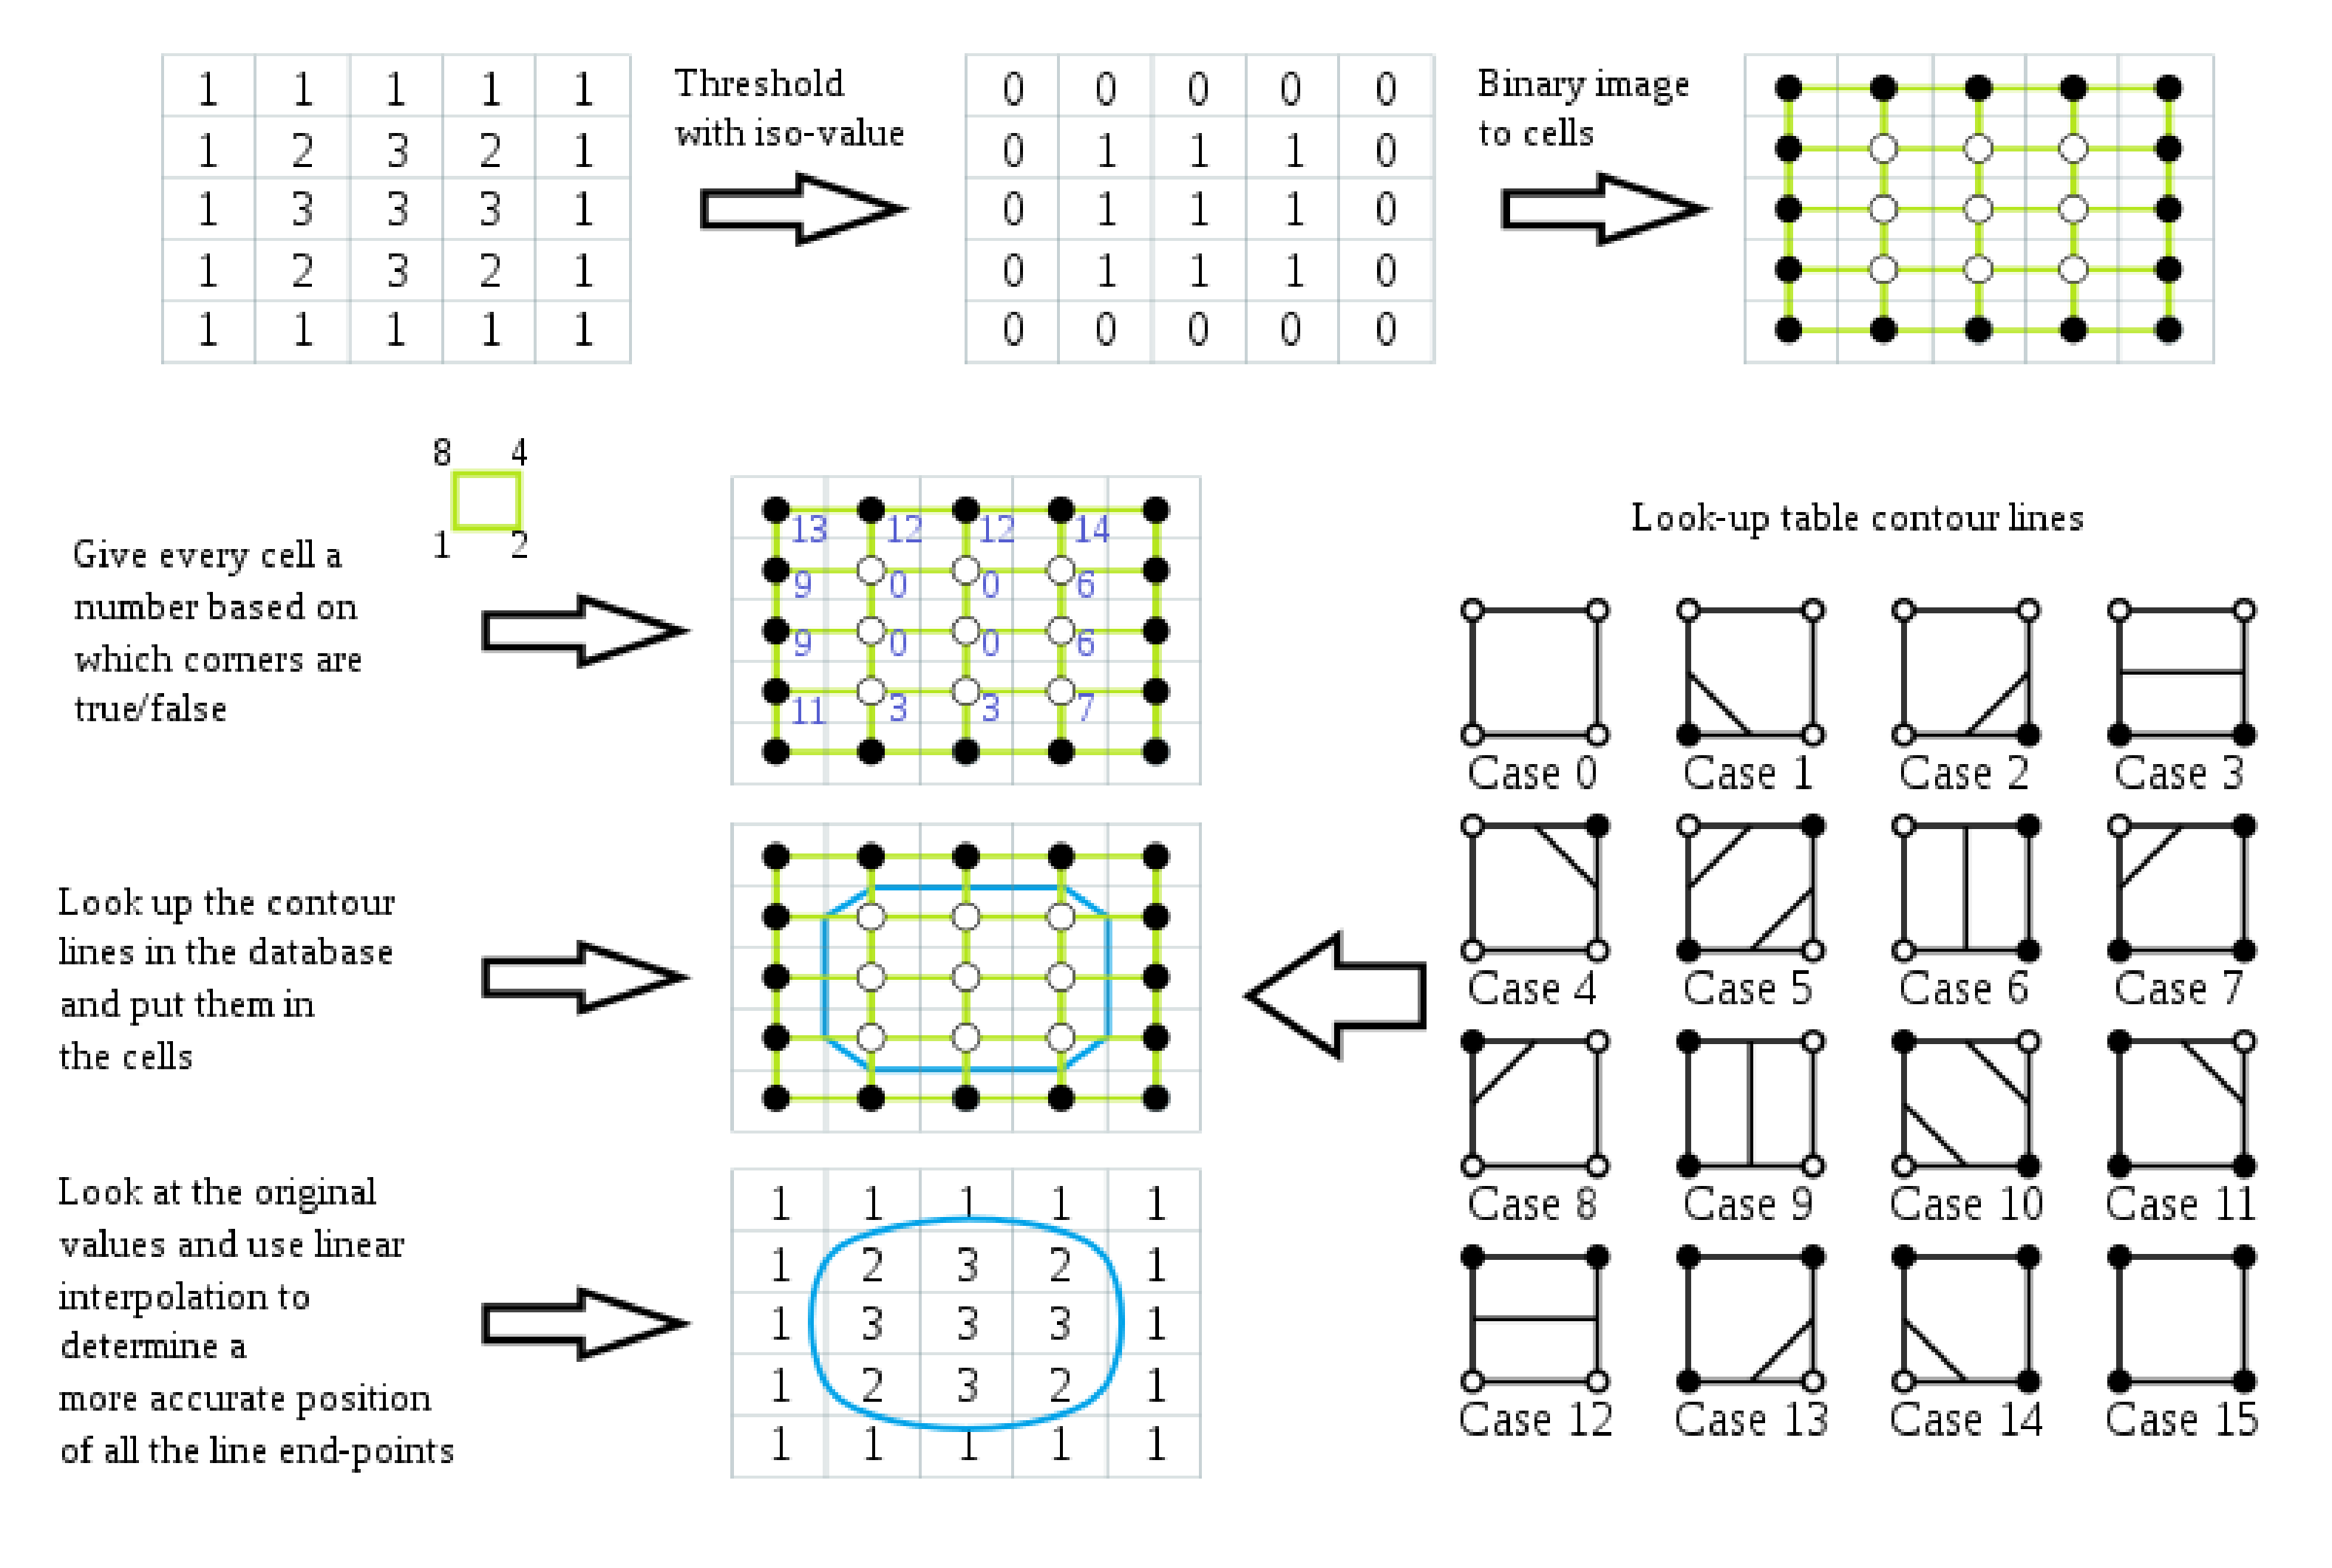 1 1 1 1 1
1 2 3 2 1
1 3 3 3 1
1 2 3 2 1
1 1 1 1 1
Threshold
with iso-value
0 0 0 0 0
0 1 1 1 0
0 1 1 1 0
0 1 1 1 0
0 0 0 0 0
Binary image
to cells
8 4
1 2
Give every cell a
number based on
which corners are
true/false
13 12 12 14
9 0 0 6
9 0 0 6
11 3 3 7
Look up the contour
lines in the database
and put them in
the cells
Look at the original
values and use linear
interpolation to
determine a
more accurate position
of all the line end-points
1 1 1 1 1
1 2 3 2 1
1 3 3 3 1
1 2 3 2 1
1 1 1 1 1
Look-up table contour lines
Case 0 Case 1 Case 2 Case 3
Case 4 Case 5 Case 6 Case 7
Case 8 Case 9 Case 10 Case 11
Case 12 Case 13 Case 14 Case 15